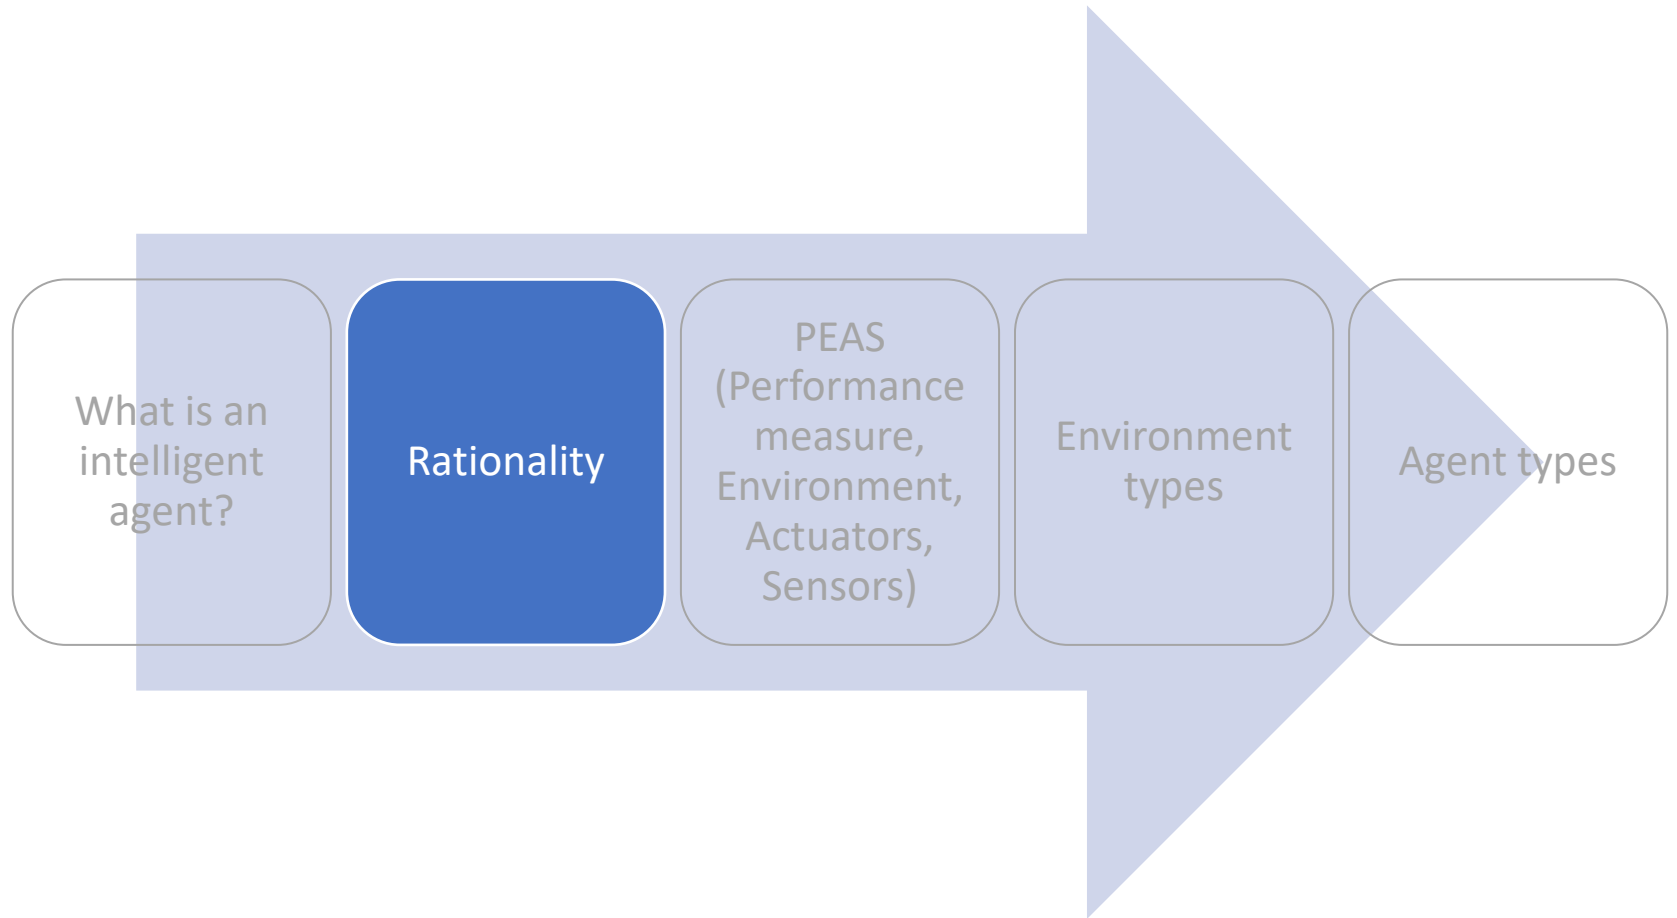 What is an
intelligent
agent?
Rationality
PEAS
(Performance
measure,
Environment,
Actuators,
Sensors)
Environment
types
Agent types